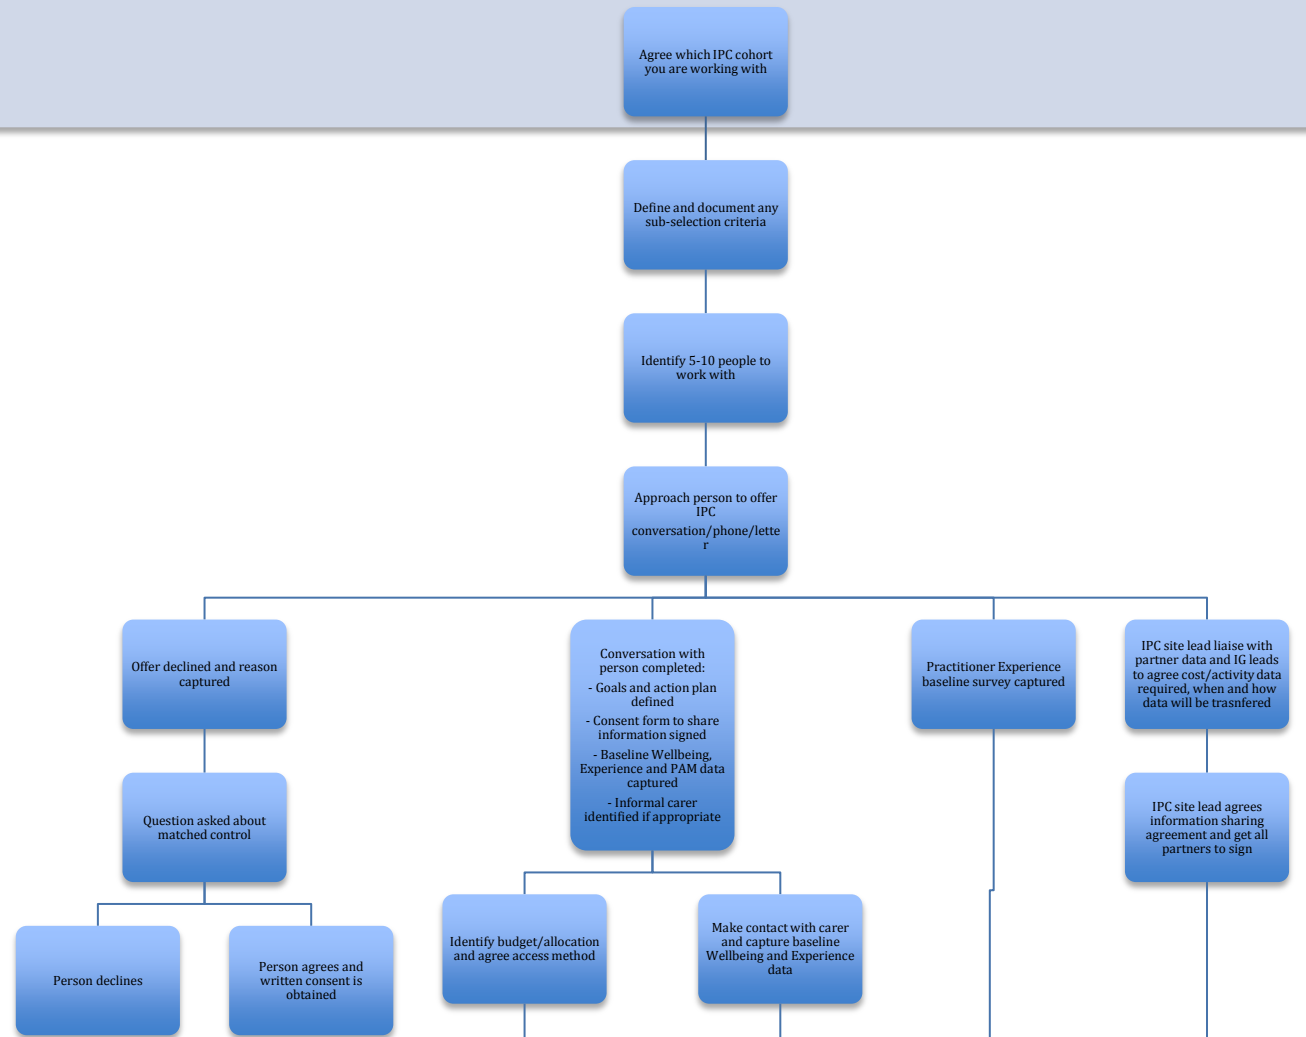 Agree which IPC cohort
you are working with
Define and document any
sub-selection criteria
Identify 5-10 people to
work with
Approach person to offer
IPC
conversation/phone/lette
r
Offer declined and reason
captured
Conversation with
person completed:
- Goals and action plan
defined
- Consent form to share
information signed
- Baseline Wellbeing,
Experience and PAM data
captured
- Informal carer
identified if appropriate
Practitioner Experience
baseline survey captured
IPC site lead liaise with
partner data and IG leads
to agree cost/activity data
required, when and how
data will be trasnfered
Question asked about
matched control
IPC site lead agrees
information sharing
agreement and get all
partners to sign
Person declines
Person agrees and
written consent is
obtained
Identify budget/allocation
and agree access method
Make contact with carer
and capture baseline
Wellbeing and Experience
data